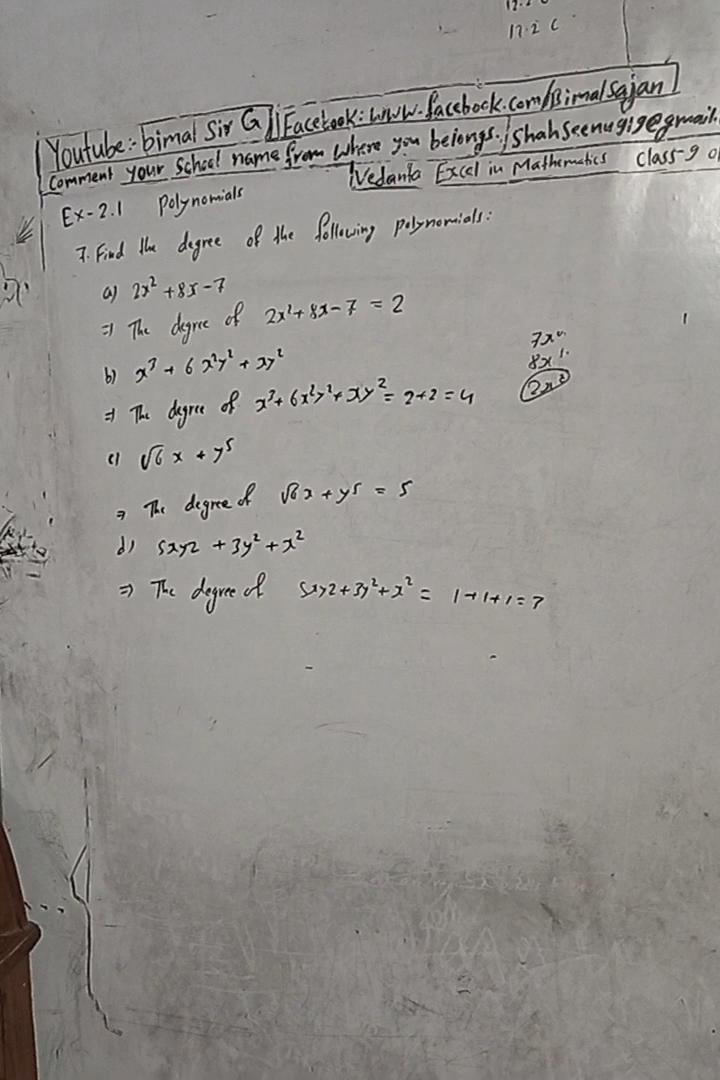 17.2 C
Youtube:- bimal Sir G || Facebook: www.facebook.com/Bimalsajan
Comment your School name from where you belongs. | Shahseenu919@gmail.
Vedanta Excel in Mathematics Class-9
Ex-2.1 Polynomials
7. Find the degree of the following polynomials:
a) 2x² + 8x - 7
⇒ The degree of 2x² + 8x - 7 = 2
7x⁰
8x¹
2x²
b) x³ + 6x²y² + xy²
⇒ The degree of x³ + 6x²y² + xy² = 2+2 = 4
c) √6 x + y⁵
⇒ The degree of √6 x + y⁵ = 5
d) 5xyz + 3y² + x²
⇒ The degree of 5xyz + 3y² + x² = 1+1+1 = 3